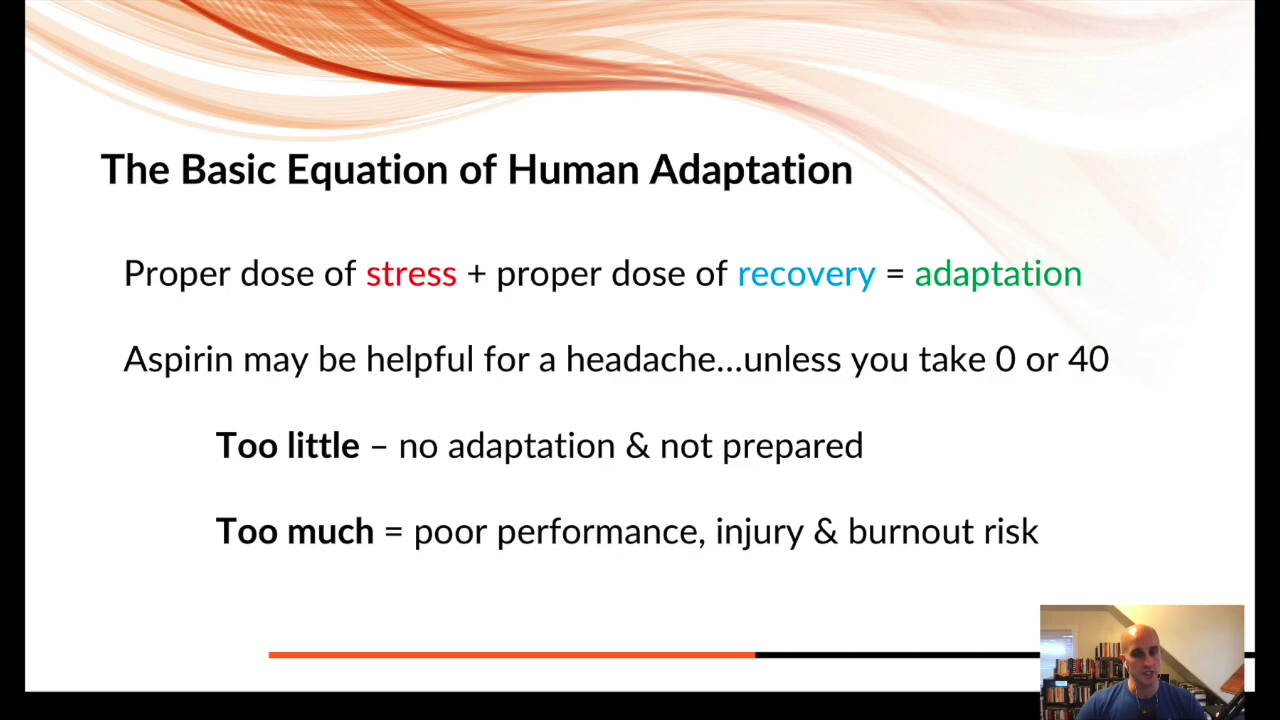 The Basic Equation of Human Adaptation
Proper dose of stress + proper dose of recovery = adaptation
Aspirin may be helpful for a headache...unless you take 0 or 40
Too little – no adaptation & not prepared
Too much = poor performance, injury & burnout risk